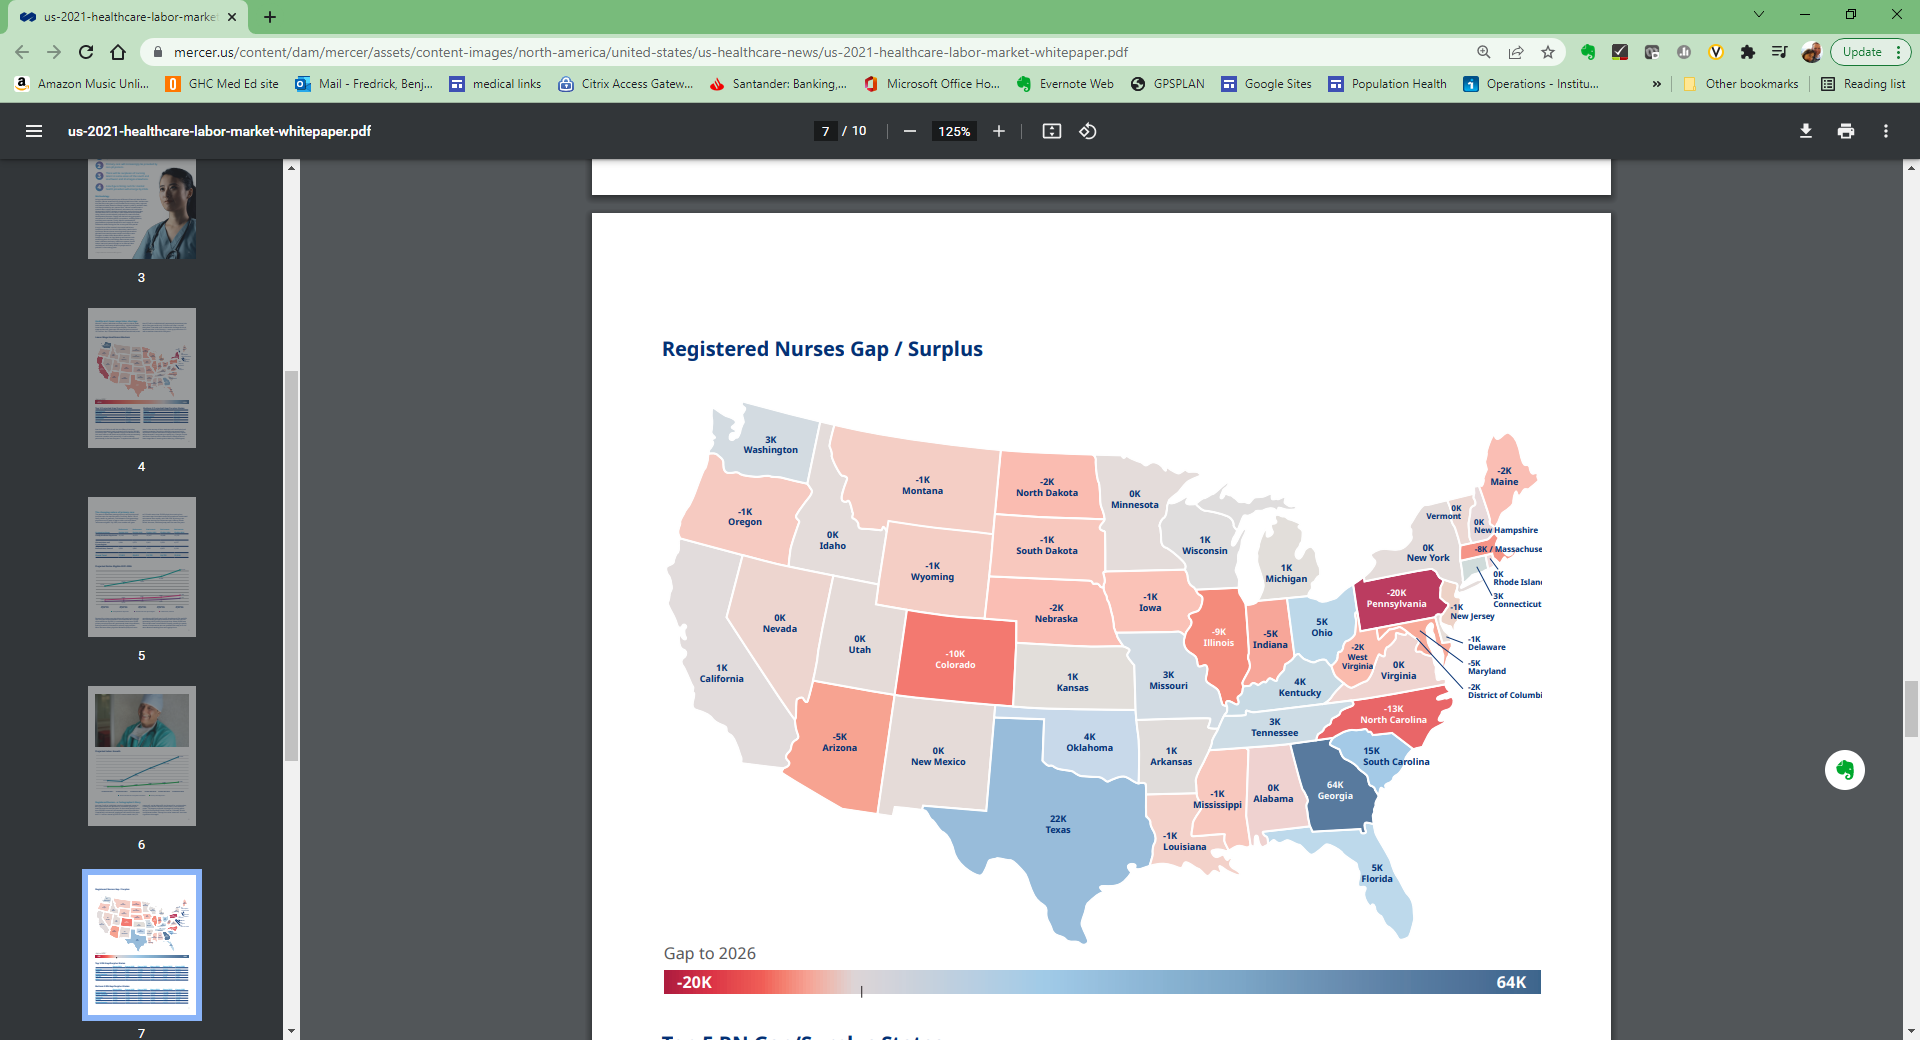 us-2021-healthcare-labor-marke
mercer.us/content/dam/mercer/assets/content-images/north-america/united-states/us-healthcare-news/us-2021-healthcare-labor-market-whitepaper.pdf
Update
Amazon Music Unli...
GHC Med Ed site
Mail - Fredrick, Benj...
medical links
Citrix Access Gatew...
Santander: Banking,...
Microsoft Office Ho...
Evernote Web
GPSPLAN
Google Sites
Population Health
Operations - Institu...
»
Other bookmarks
Reading list
us-2021-healthcare-labor-market-whitepaper.pdf
7 / 10
125%
3
4
5
6
7
Registered Nurses Gap / Surplus
3K
Washington
-1K
Oregon
-1K
Montana
0K
Idaho
-1K
Wyoming
-2K
North Dakota
-1K
South Dakota
-2K
Nebraska
0K
Minnesota
1K
Wisconsin
1K
Michigan
-1K
Iowa
0K
Nevada
0K
Utah
1K
California
-10K
Colorado
1K
Kansas
3K
Missouri
-9K
Illinois
-5K
Indiana
5K
Ohio
-20K
Pennsylvania
0K
New York
0K
Vermont
0K
New Hampshire
-2K
Maine
-8K / Massachuse
0K
Rhode Islan
3K
Connecticut
-1K
New Jersey
-1K
Delaware
-5K
Maryland
-2K
District of Columbi
-2K
West
Virginia
0K
Virginia
4K
Kentucky
3K
Tennessee
-13K
North Carolina
15K
South Carolina
64K
Georgia
0K
Alabama
-1K
Mississippi
-1K
Louisiana
1K
Arkansas
4K
Oklahoma
22K
Texas
0K
New Mexico
-5K
Arizona
5K
Florida
Gap to 2026
-20K
64K
Top 5 RN Gap/Surplus States